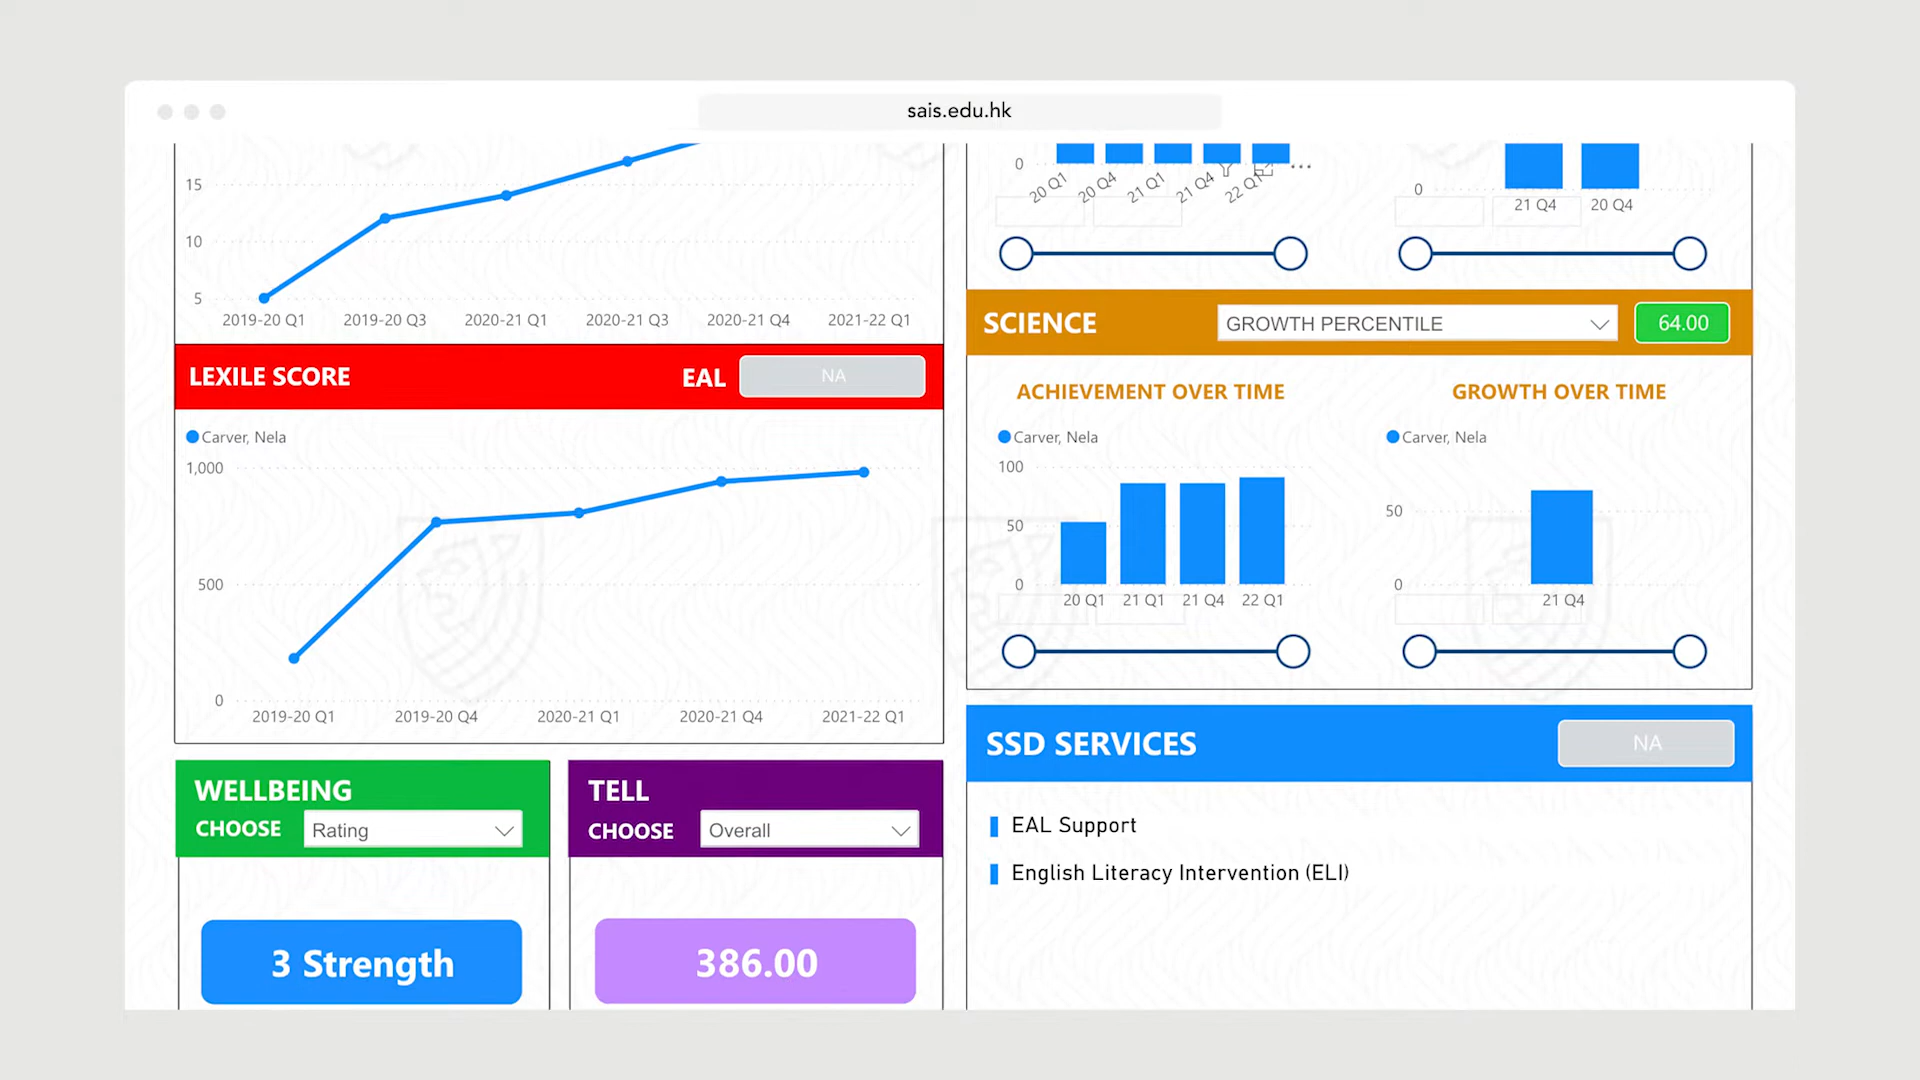 sais.edu.hk
15
10
5
2019-20 Q1 2019-20 Q3 2020-21 Q1 2020-21 Q3 2020-21 Q4 2021-22 Q1
LEXILE SCORE EAL NA
Carver, Nela
1,000
500
0
2019-20 Q1 2019-20 Q4 2020-21 Q1 2020-21 Q4 2021-22 Q1
WELLBEING
CHOOSE Rating
3 Strength
TELL
CHOOSE Overall
386.00
0
20 Q1 20 Q4 21 Q1 21 Q4 22 Q1
0
21 Q4 20 Q4
SCIENCE GROWTH PERCENTILE 64.00
ACHIEVEMENT OVER TIME
Carver, Nela
100
50
0
20 Q1 21 Q1 21 Q4 22 Q1
GROWTH OVER TIME
Carver, Nela
50
0
21 Q4
SSD SERVICES NA
EAL Support
English Literacy Intervention (ELI)